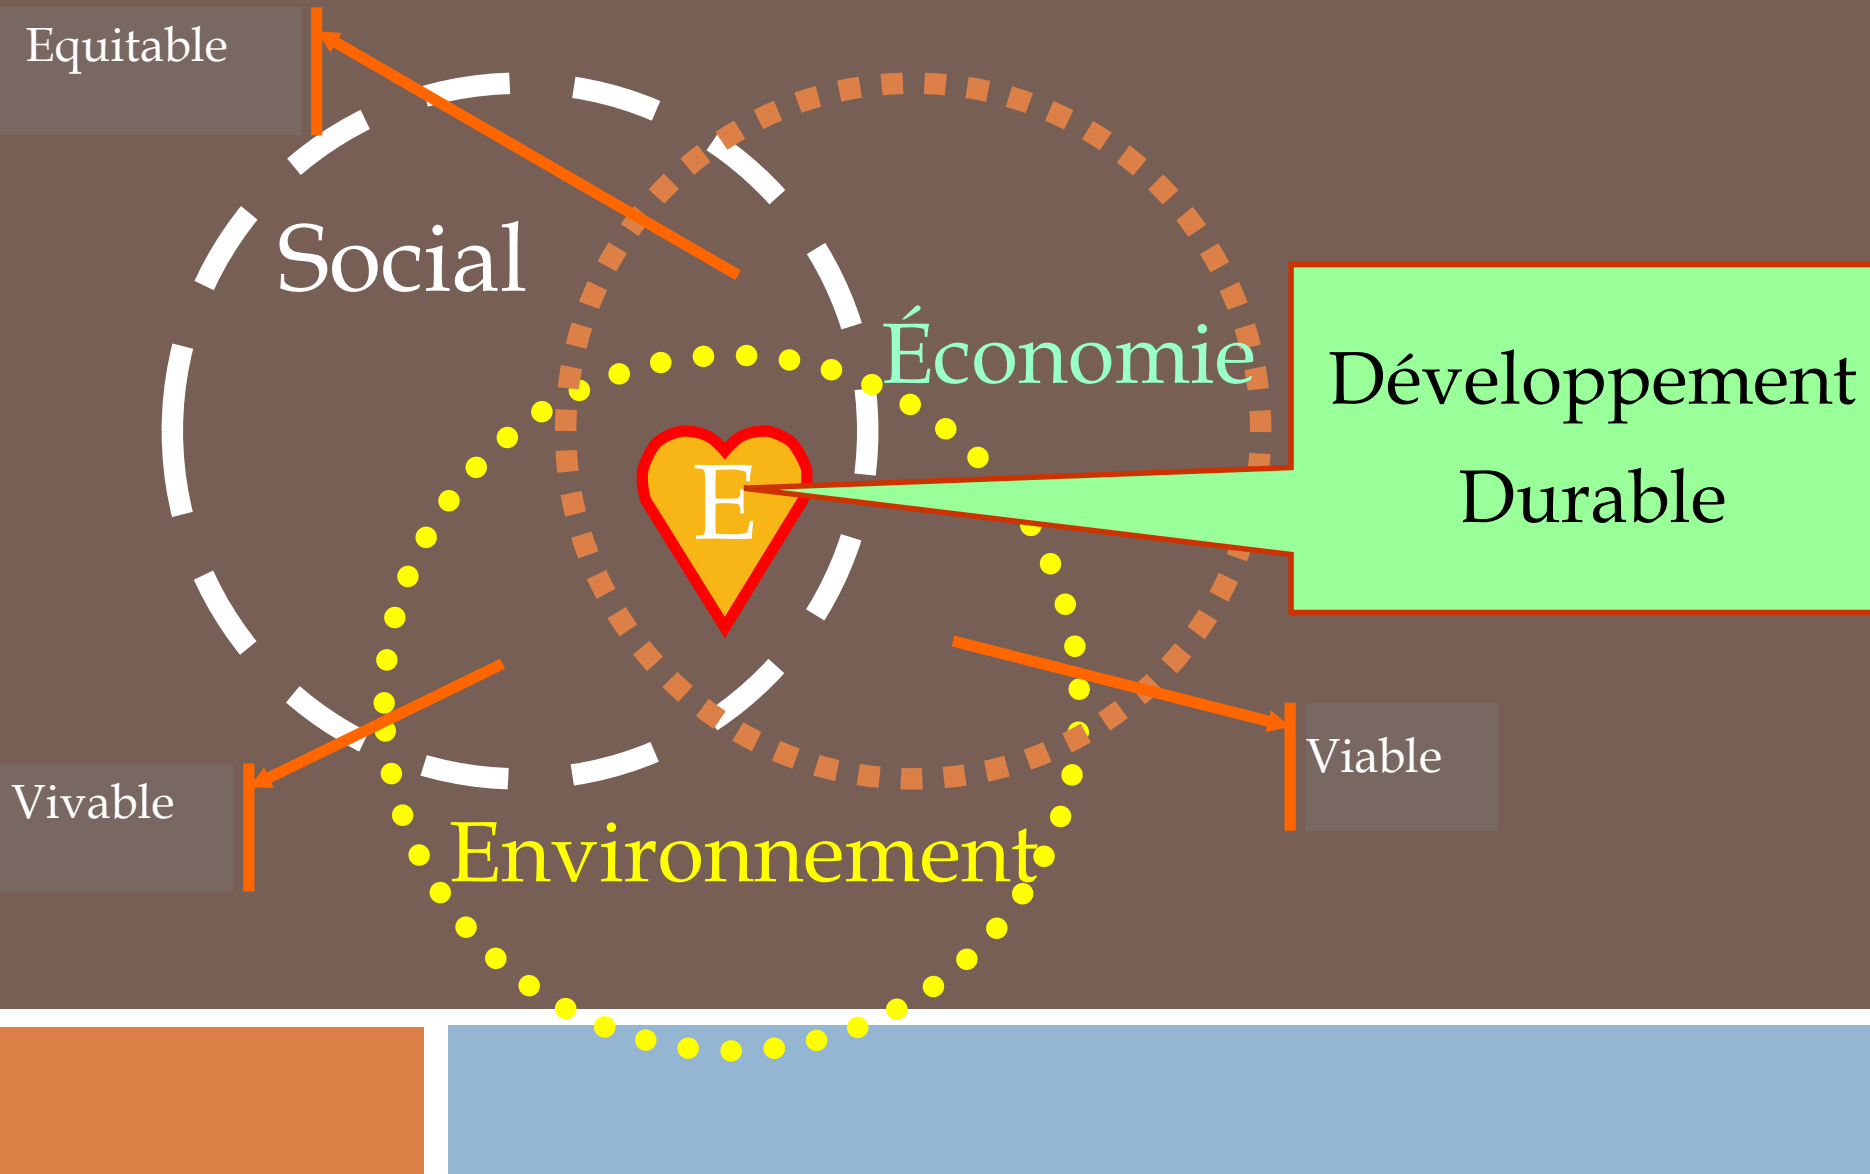 Equitable
Social
Économie
Développement
Durable
E
Viable
Vivable
Environnement